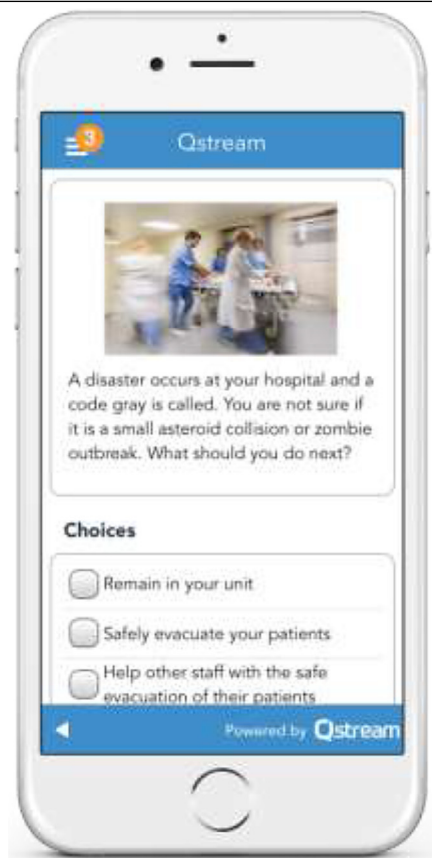 3
Qstream
A disaster occurs at your hospital and a
code gray is called. You are not sure if
it is a small asteroid collision or zombie
outbreak. What should you do next?
Choices
Remain in your unit
Safely evacuate your patients
Help other staff with the safe
evacuation of their patients
Powered by Qstream